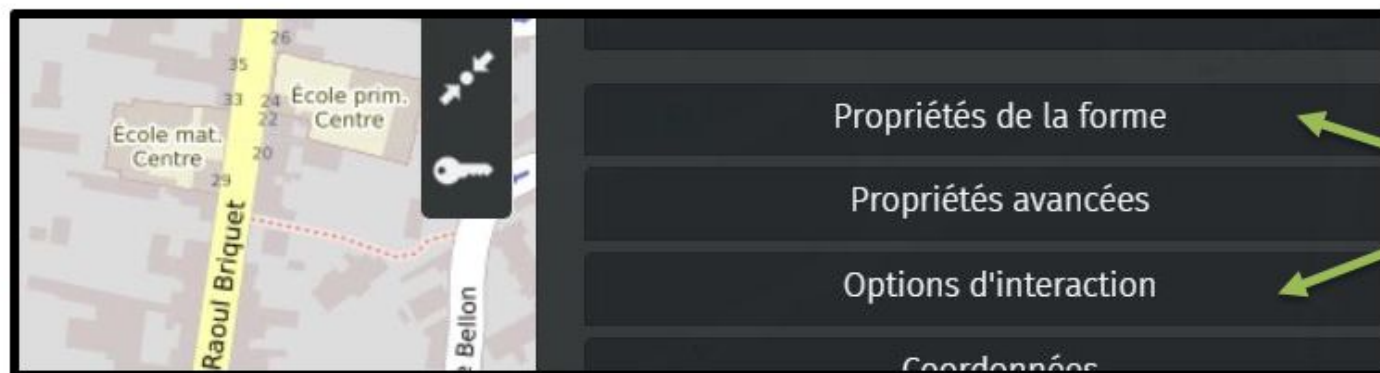 26
35
33
24
22
École prim.
Centre
École mat.
Centre
20
29
Raoul Briquet
Bellon
Propriétés de la forme
Propriétés avancées
Options d'interaction
Coordonnées